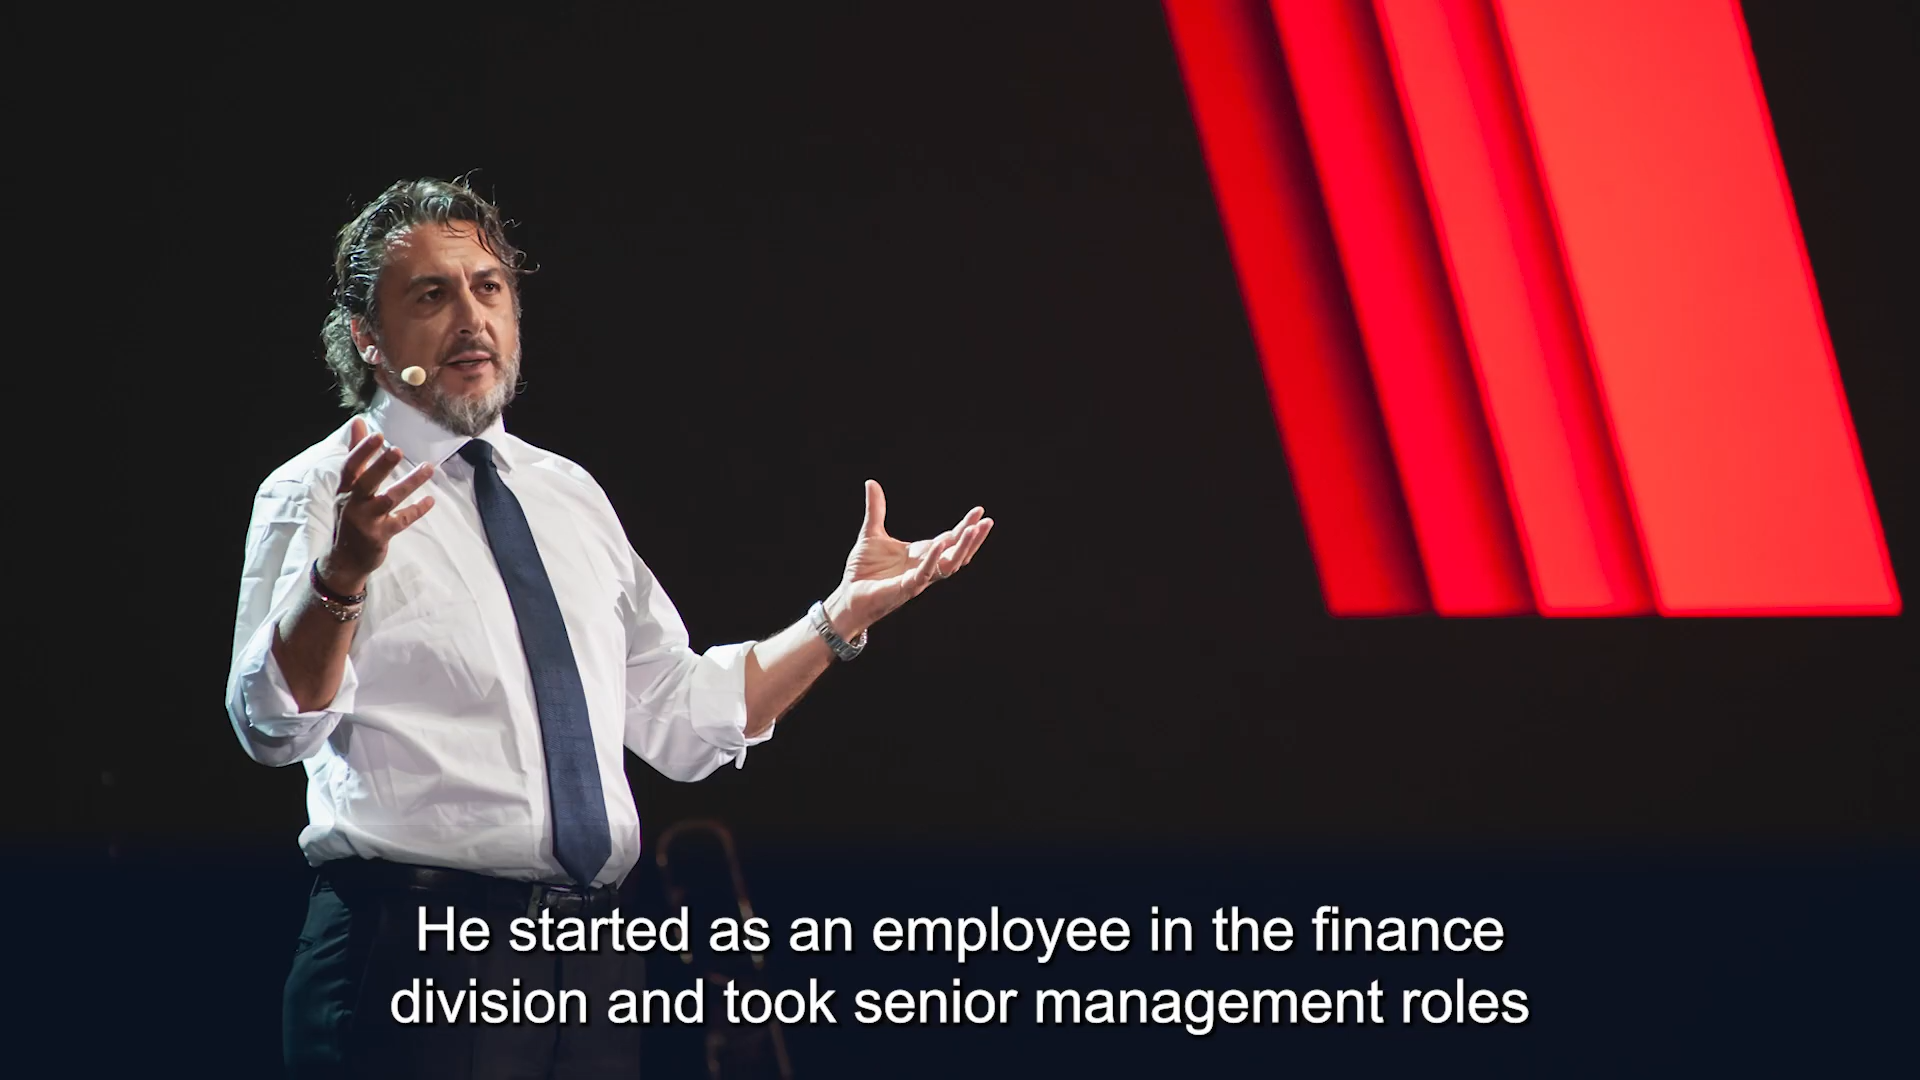 He started as an employee in the finance
division and took senior management roles